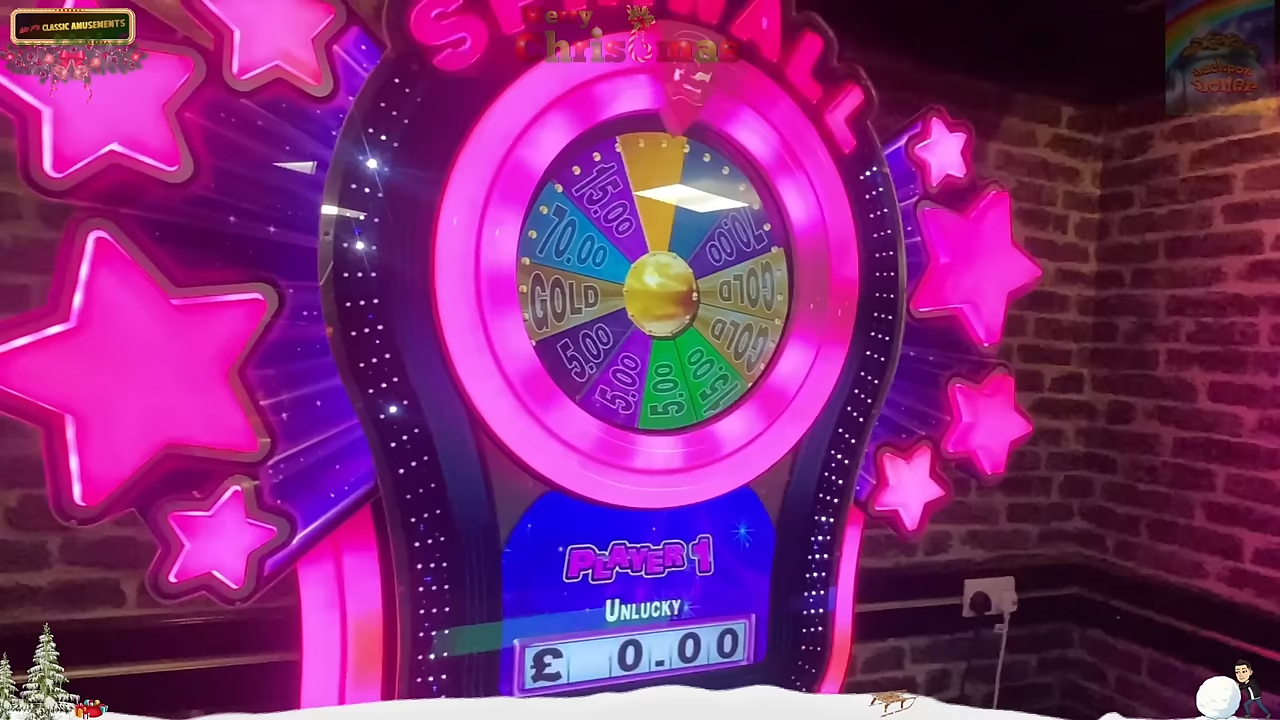 CLASSIC AMUSEMENTS
Merry
Christmas
Jackpot
15.00
70.00
70.00
GOLD
GOLD
GOLD
5.00
5.00
5.00
15.00
PLAYER 1
UNLUCKY
£ 0.00